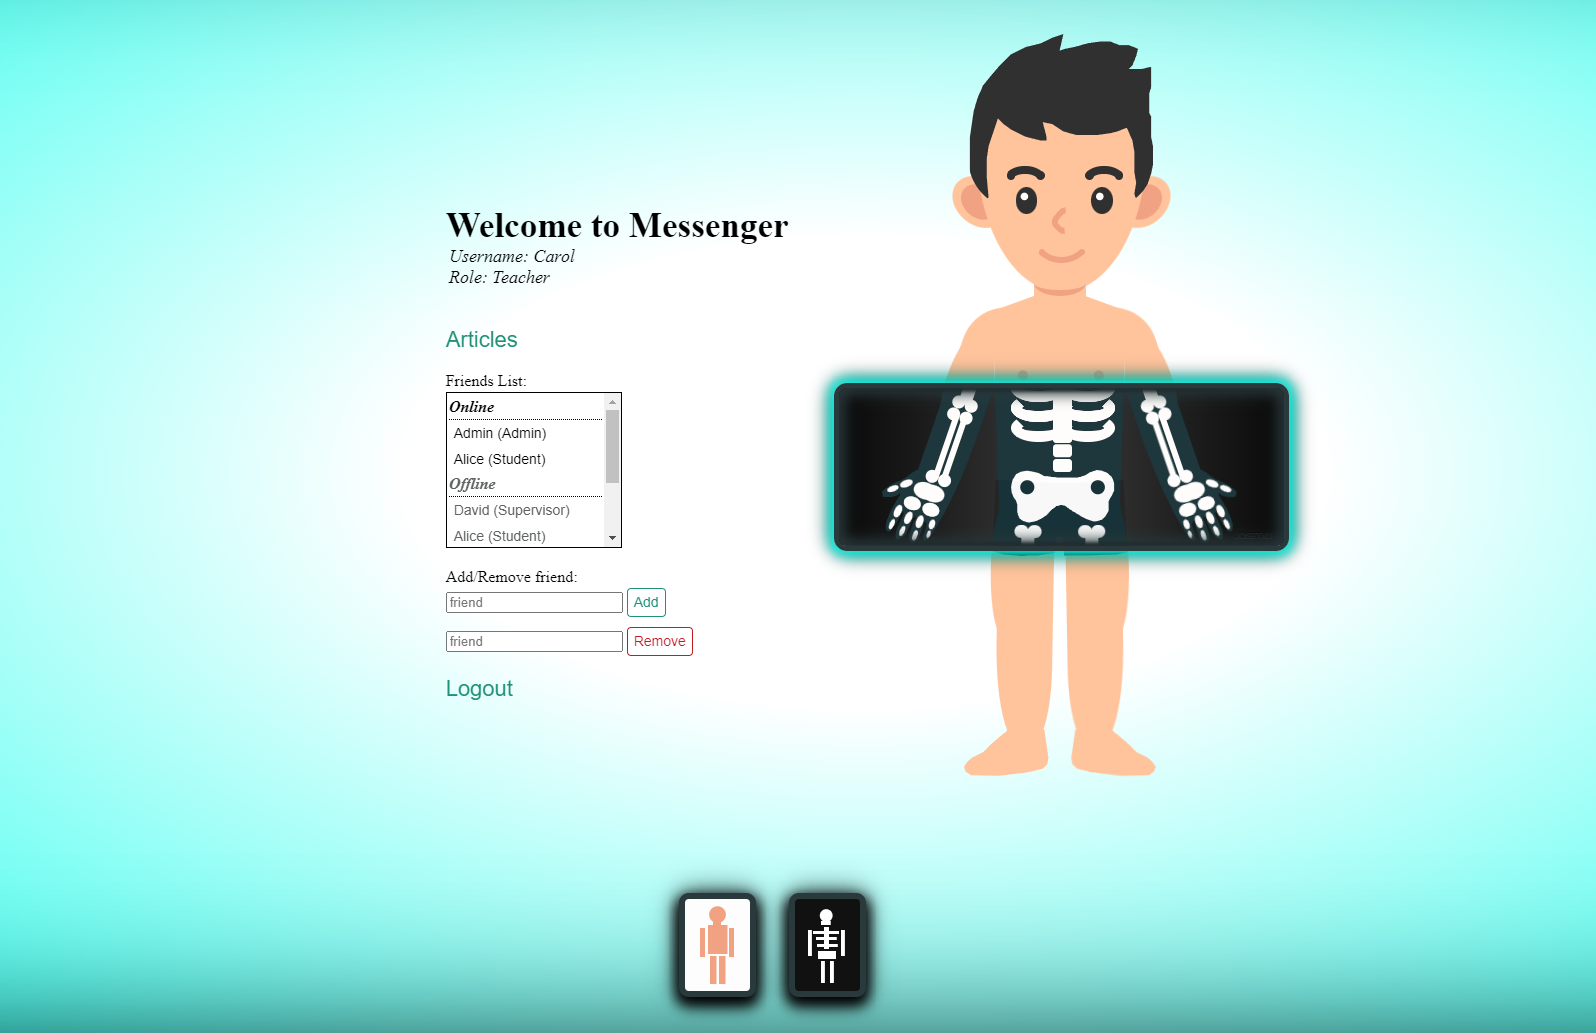 Welcome to Messenger
Username: Carol
Role: Teacher
Articles
Friends List:
Online
Admin (Admin)
Alice (Student)
Offline
David (Supervisor)
Alice (Student)
Add/Remove friend:
friend Add
friend Remove
Logout